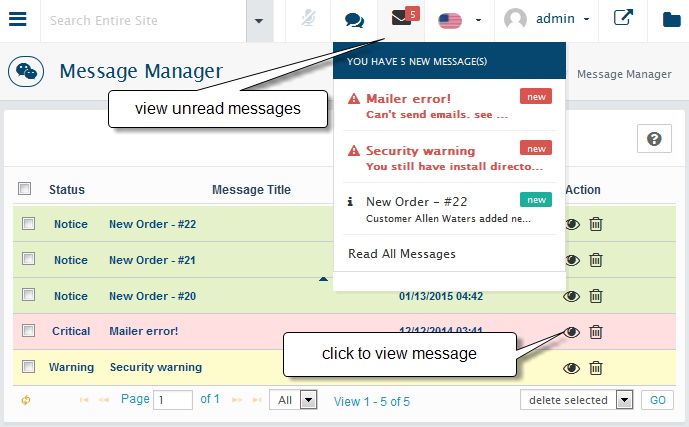 Search Entire Site
5
admin
Message Manager
YOU HAVE 5 NEW MESSAGE(S)
Message Manager
view unread messages
Mailer error! new
Can't send emails. see ...
Security warning new
You still have install directo...
New Order - #22 new
Customer Allen Waters added ne...
Read All Messages
?
Status Message Title Action
Notice New Order - #22
Notice New Order - #21
Notice New Order - #20 01/13/2015 04:42
Critical Mailer error! 12/12/2014 03:41
Warning Security warning
click to view message
Page 1 of 1 All View 1 - 5 of 5 delete selected GO